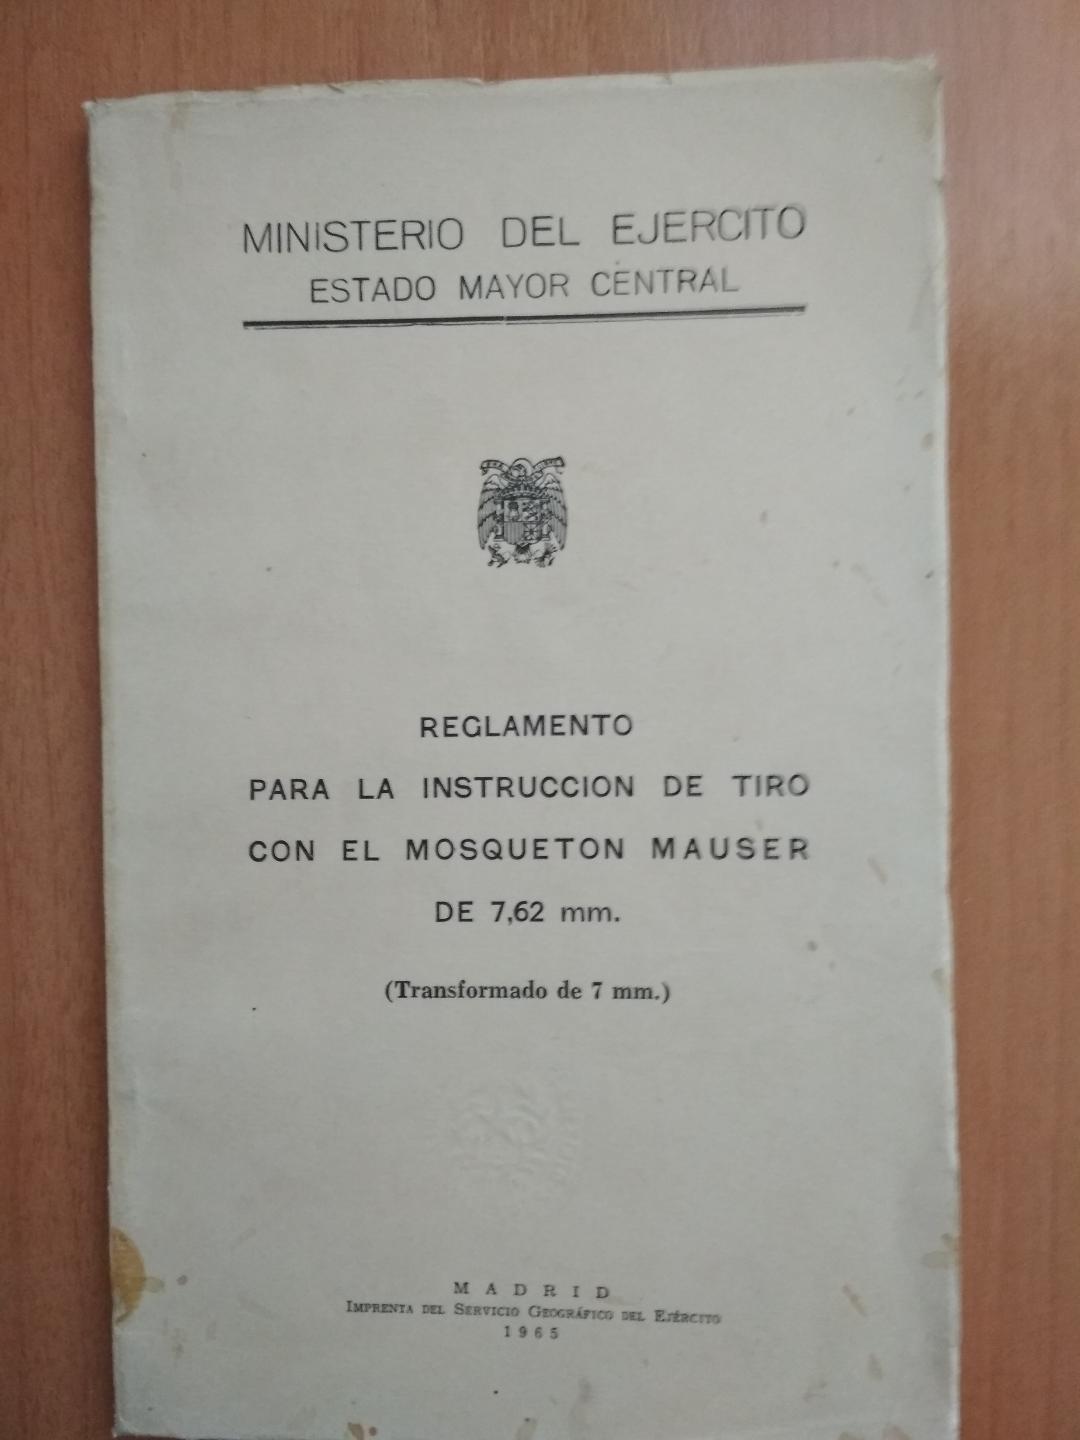 MINISTERIO DEL EJERCITO
ESTADO MAYOR CENTRAL
REGLAMENTO
PARA LA INSTRUCCION DE TIRO
CON EL MOSQUETON MAUSER
DE 7,62 mm.
(Transformado de 7 mm.)
MADRID
IMPRENTA DEL SERVICIO GEOGRÁFICO DEL EJÉRCITO
1965